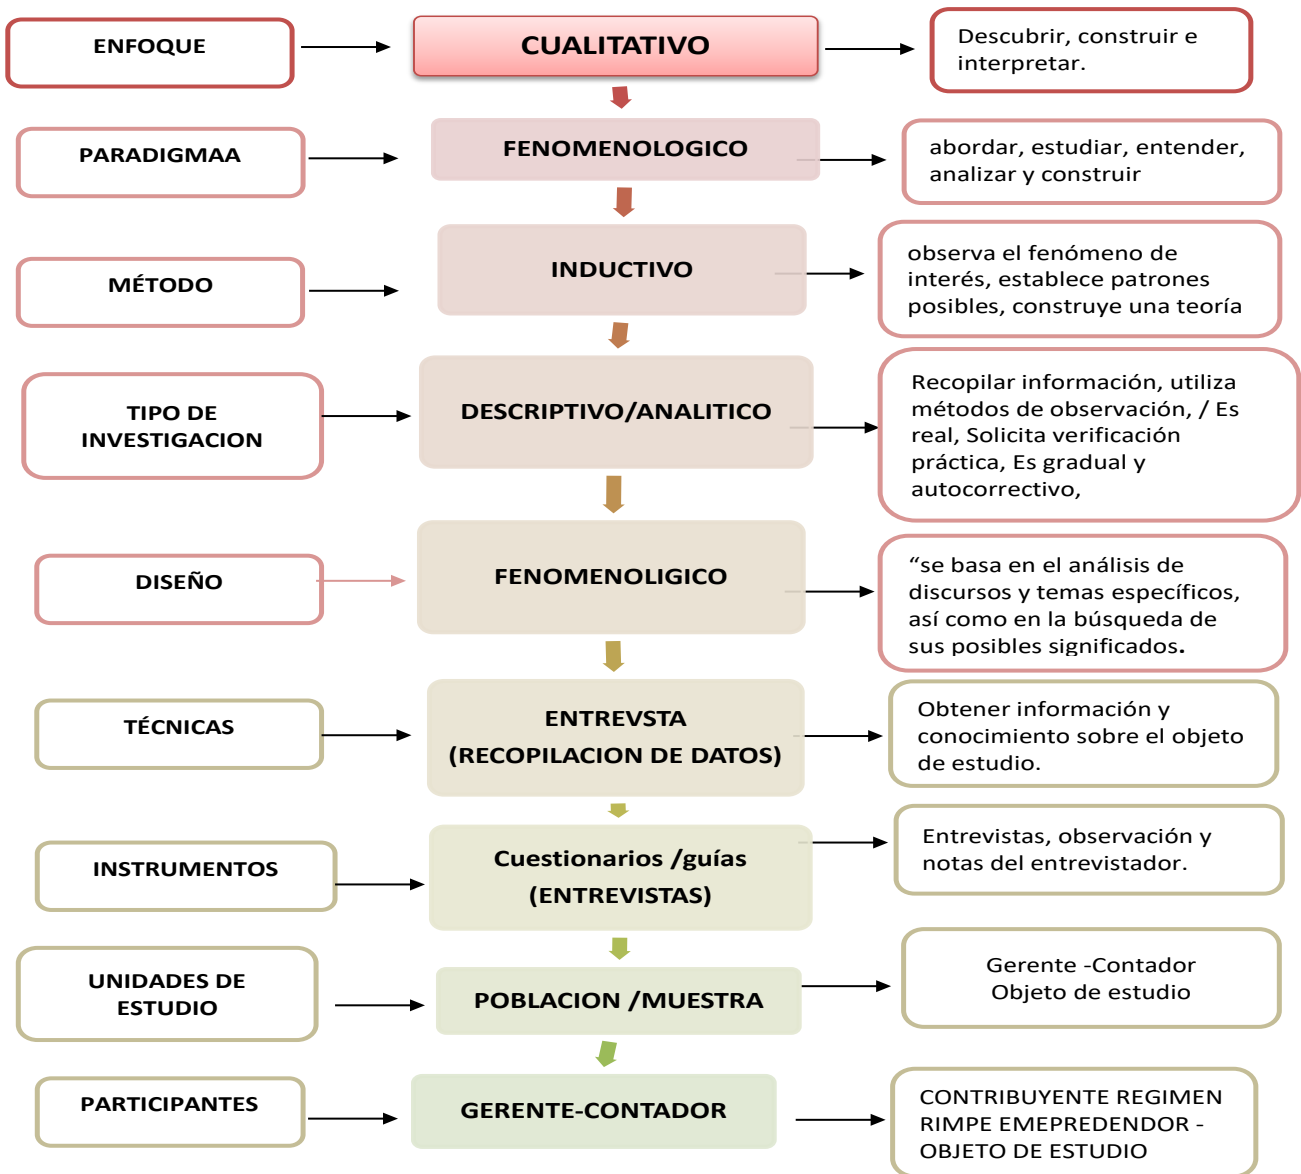 ENFOQUE
CUALITATIVO
Descubrir, construir e
interpretar.
PARADIGMAA
FENOMENOLOGICO
abordar, estudiar, entender,
analizar y construir
MÉTODO
INDUCTIVO
observa el fenómeno de
interés, establece patrones
posibles, construye una teoría
TIPO DE
INVESTIGACION
DESCRIPTIVO/ANALITICO
Recopilar información, utiliza
métodos de observación, / Es
real, Solicita verificación
práctica, Es gradual y
autocorrectivo,
DISEÑO
FENOMENOLIGICO
“se basa en el análisis de
discursos y temas específicos,
así como en la búsqueda de
sus posibles significados.
TÉCNICAS
ENTREVSTA
(RECOPILACION DE DATOS)
Obtener información y
conocimiento sobre el objeto
de estudio.
INSTRUMENTOS
Cuestionarios /guías
(ENTREVISTAS)
Entrevistas, observación y
notas del entrevistador.
UNIDADES DE
ESTUDIO
POBLACION /MUESTRA
Gerente -Contador
Objeto de estudio
PARTICIPANTES
GERENTE-CONTADOR
CONTRIBUYENTE REGIMEN
RIMPE EMEPREDENDOR -
OBJETO DE ESTUDIO